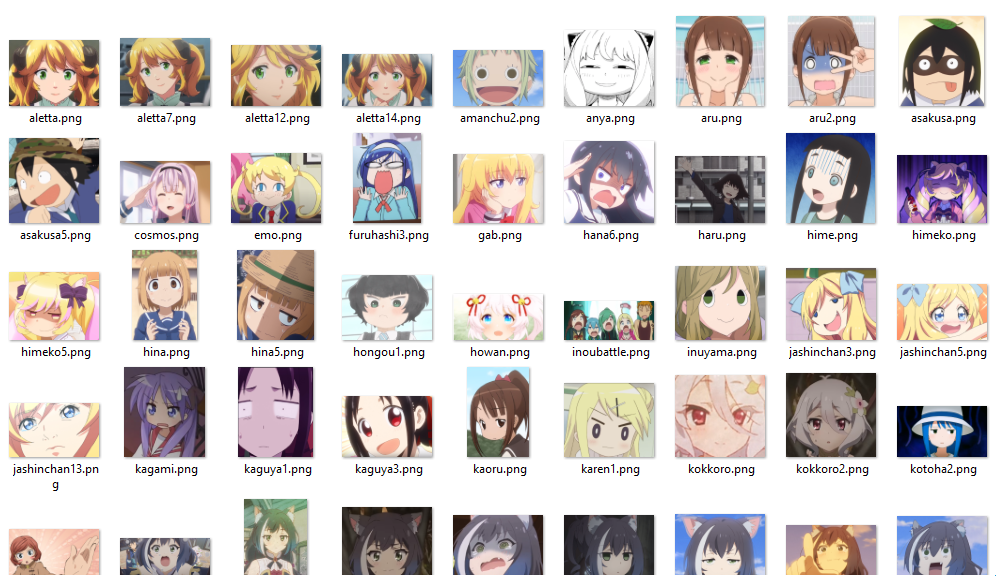 aletta.png
aletta7.png
aletta12.png
aletta14.png
amanchu2.png
anya.png
aru.png
aru2.png
asakusa.png
asakusa5.png
cosmos.png
emo.png
furuhashi3.png
gab.png
hana6.png
haru.png
hime.png
himeko.png
himeko5.png
hina.png
hina5.png
hongou1.png
howan.png
inoubattle.png
inuyama.png
jashinchan3.png
jashinchan5.png
jashinchan13.pn
g
kagami.png
kaguya1.png
kaguya3.png
kaoru.png
karen1.png
kokkoro.png
kokkoro2.png
kotoha2.png